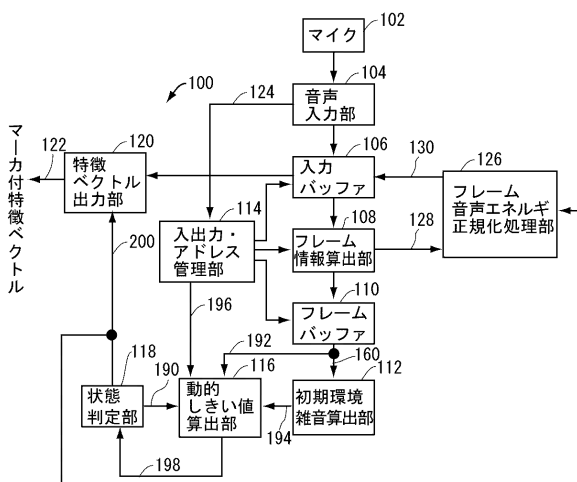 マイク
102
100
124
音声
入力部
104
マーカ付特徴ベクトル
122
120
特徴
ベクトル
出力部
106
入力
バッファ
130
126
フレーム
音声エネルギ
正規化処理部
114
入出力・
アドレス
管理部
108
フレーム
情報算出部
128
200
110
フレーム
バッファ
196
192
160
118
状態
判定部
190
116
動的
しきい値
算出部
112
初期環境
雑音算出部
194
198